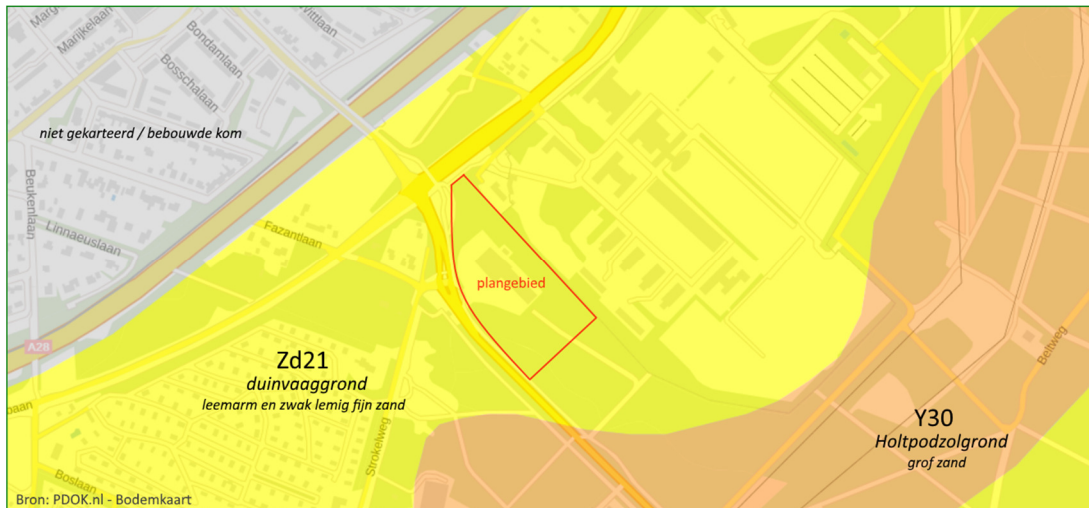 Marijkelaan
Bondamlaan
Bosschalaan
niet gekarteerd / bebouwde kom
Beukenlaan
Linnaeuslaan
Fazantlaan
plangebied
A28
Zd21
duinvaaggrond
leemarm en zwak lemig fijn zand
Beltweg
Y30
Holtpodzolgrond
grof zand
Strokelweg
Boslaan
Bron: PDOK.nl - Bodemkaart